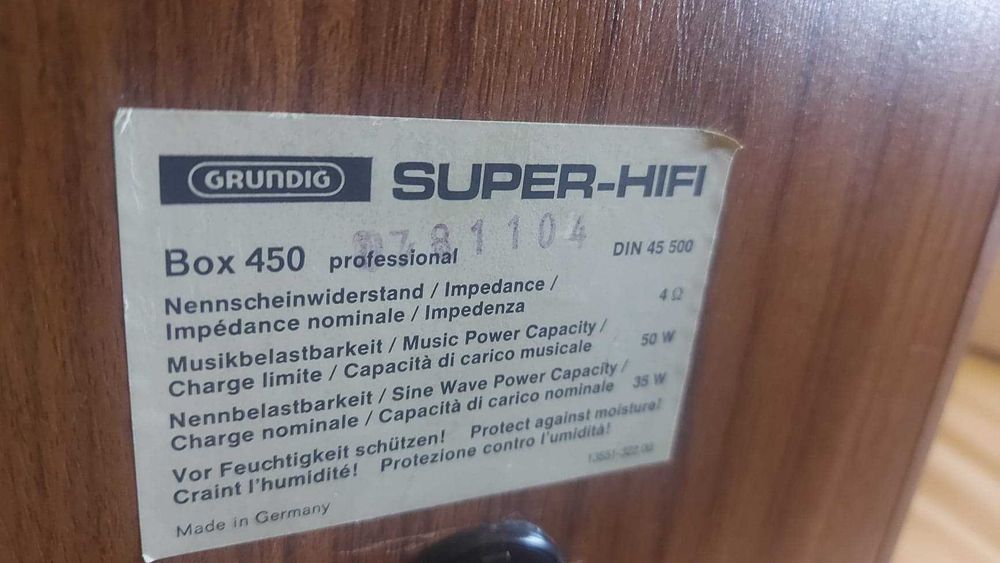 GRUNDIG SUPER-HIFI
781104
Box 450 professional DIN 45 500
Nennscheinwiderstand / Impedance /
Impédance nominale / Impedenza 4 Ω
Musikbelastbarkeit / Music Power Capacity /
Charge limite / Capacità di carico musicale 50 W
Nennbelastbarkeit / Sine Wave Power Capacity /
Charge nominale / Capacità di carico nominale 35 W
Vor Feuchtigkeit schützen! Protect against moisture!
Craint l'humidité! Protezione contro l'umidità!
Made in Germany